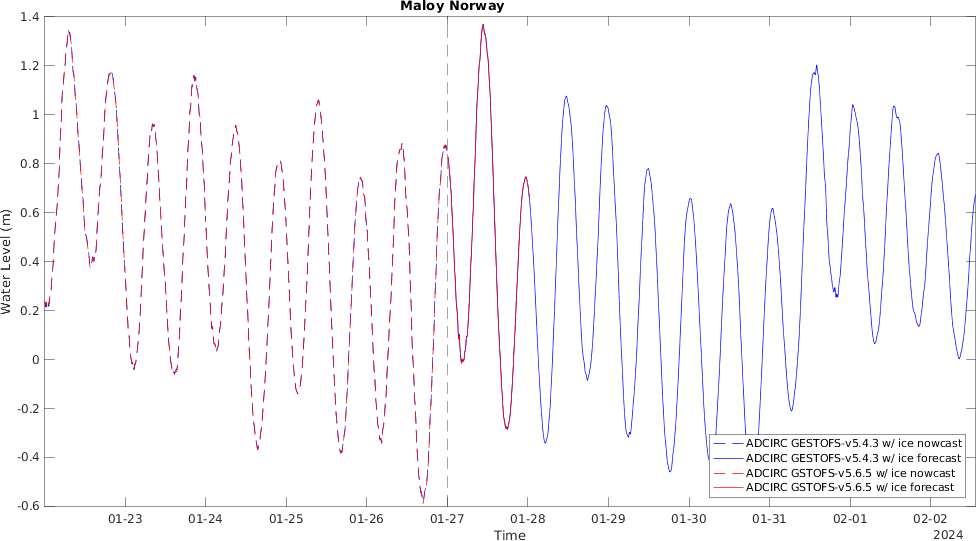 Maloy Norway
1.4
1.2
1
0.8
0.6
0.4
0.2
0
-0.2
-0.4
-0.6
Water Level (m)
ADCIRC GESTOFS-v5.4.3 w/ ice nowcast
ADCIRC GESTOFS-v5.4.3 w/ ice forecast
ADCIRC GSTOFS-v5.6.5 w/ ice nowcast
ADCIRC GSTOFS-v5.6.5 w/ ice forecast
01-23 01-24 01-25 01-26 01-27 01-28 01-29 01-30 01-31 02-01 02-02
Time
2024